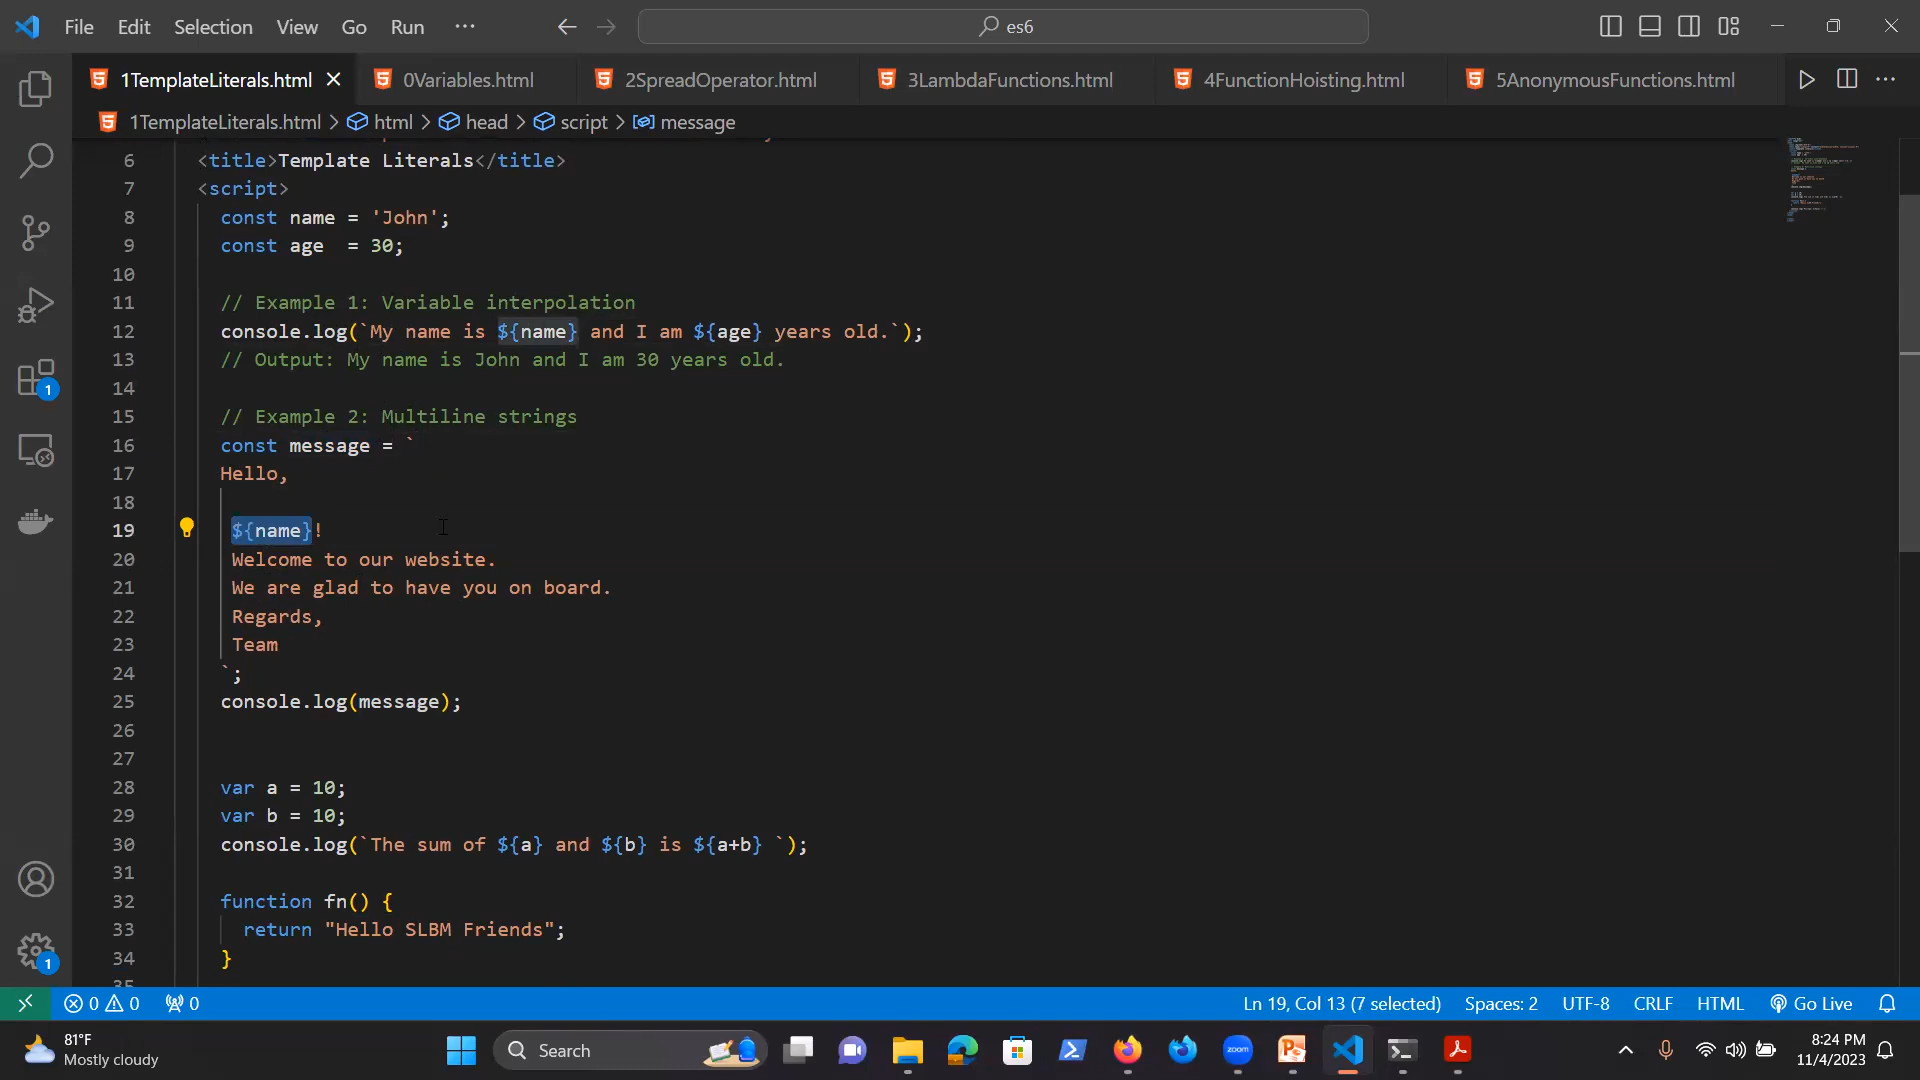 File Edit Selection View Go Run ··· es6
1TemplateLiterals.html 0Variables.html 2SpreadOperator.html 3LambdaFunctions.html 4FunctionHoisting.html 5AnonymousFunctions.html
1TemplateLiterals.html > html > head > script > message
6 <title>Template Literals</title>
7 <script>
8 const name = 'John';
9 const age  = 30;
10
11 // Example 1: Variable interpolation
12 console.log(`My name is ${name} and I am ${age} years old.`);
13 // Output: My name is John and I am 30 years old.
14
15 // Example 2: Multiline strings
16 const message = `
17 Hello,
18
19 ${name}!
20 Welcome to our website.
21 We are glad to have you on board.
22 Regards,
23 Team
24 `;
25 console.log(message);
26
27
28 var a = 10;
29 var b = 10;
30 console.log(`The sum of ${a} and ${b} is ${a+b} `);
31
32 function fn() {
33 return "Hello SLBM Friends";
34 }
35
1
1
0 0 0 Ln 19, Col 13 (7 selected) Spaces: 2 UTF-8 CRLF HTML Go Live
81°F
Mostly cloudy
Search
zoom
8:24 PM
11/4/2023